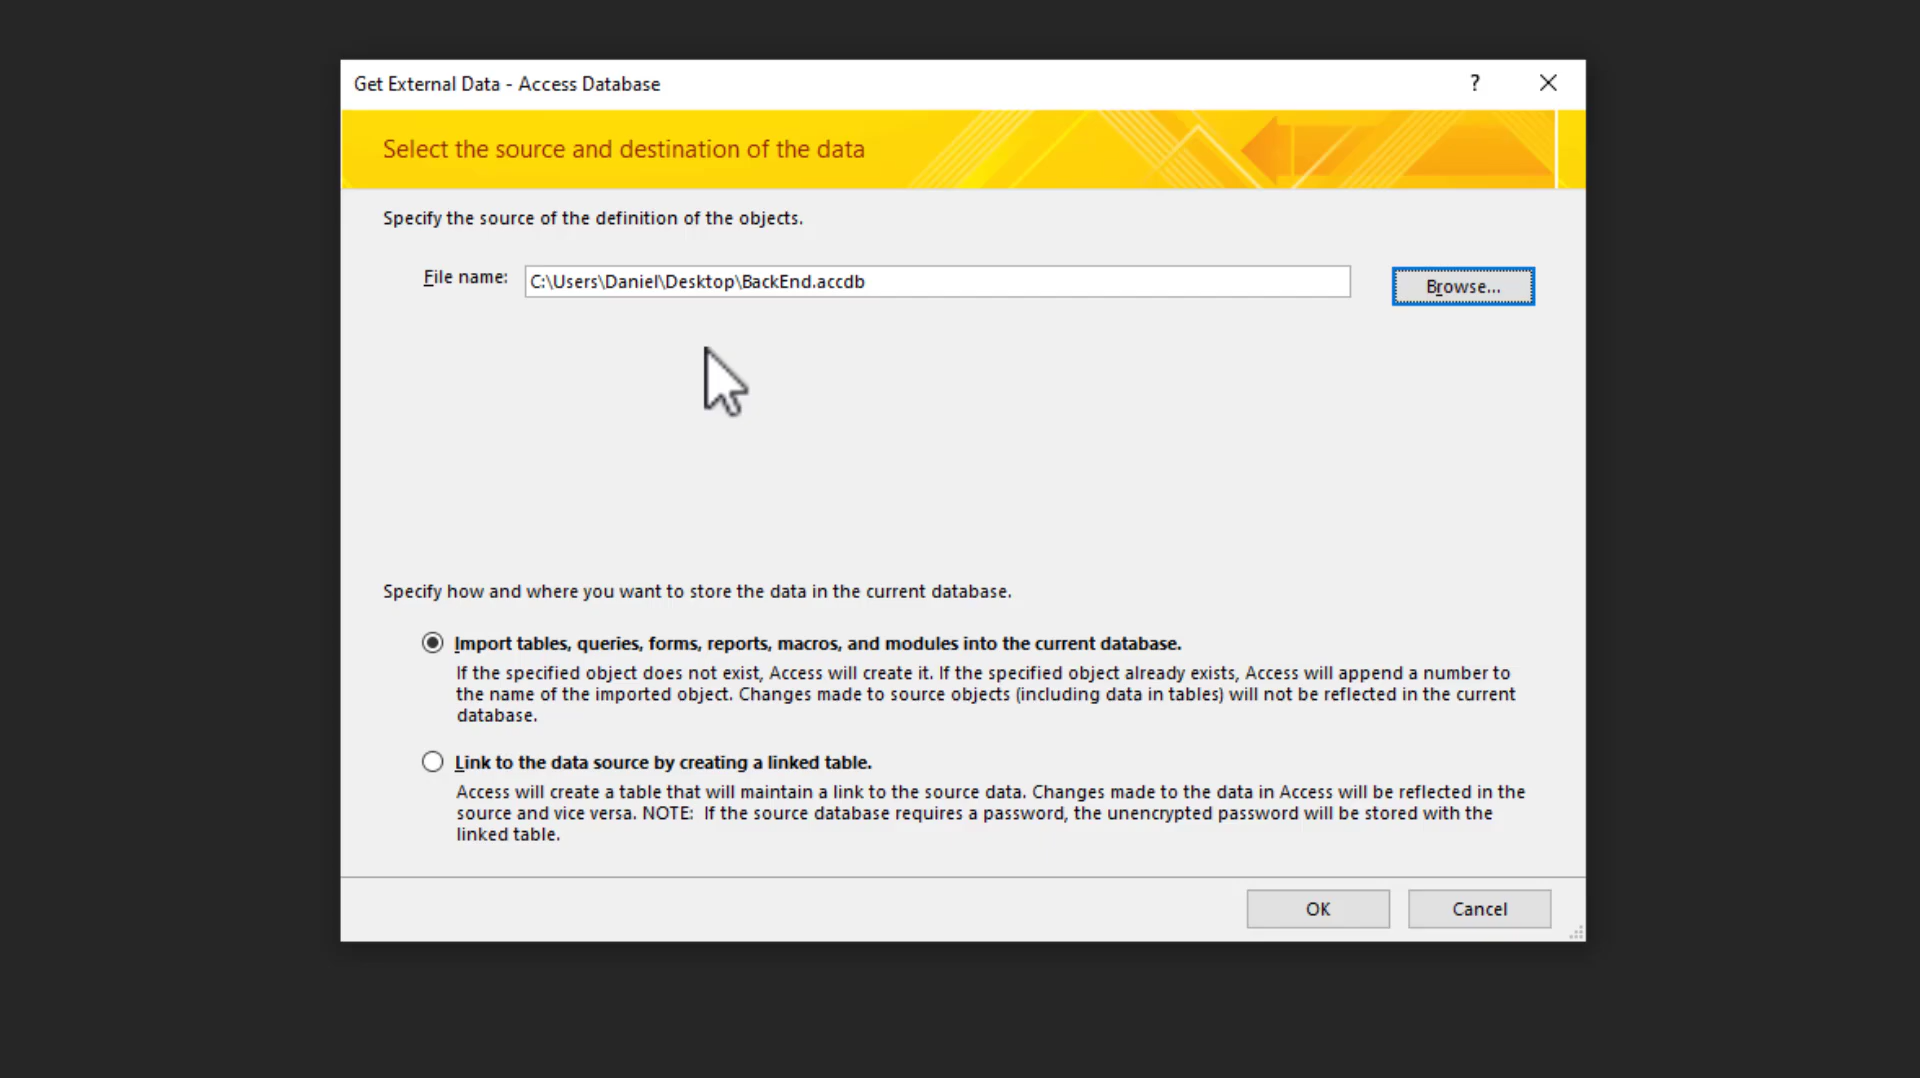 Get External Data - Access Database
?
Select the source and destination of the data
Specify the source of the definition of the objects.
File name:
C:\Users\Daniel\Desktop\BackEnd.accdb
Browse...
Specify how and where you want to store the data in the current database.
Import tables, queries, forms, reports, macros, and modules into the current database.
If the specified object does not exist, Access will create it. If the specified object already exists, Access will append a number to
the name of the imported object. Changes made to source objects (including data in tables) will not be reflected in the current
database.
Link to the data source by creating a linked table.
Access will create a table that will maintain a link to the source data. Changes made to the data in Access will be reflected in the
source and vice versa. NOTE:  If the source database requires a password, the unencrypted password will be stored with the
linked table.
OK
Cancel